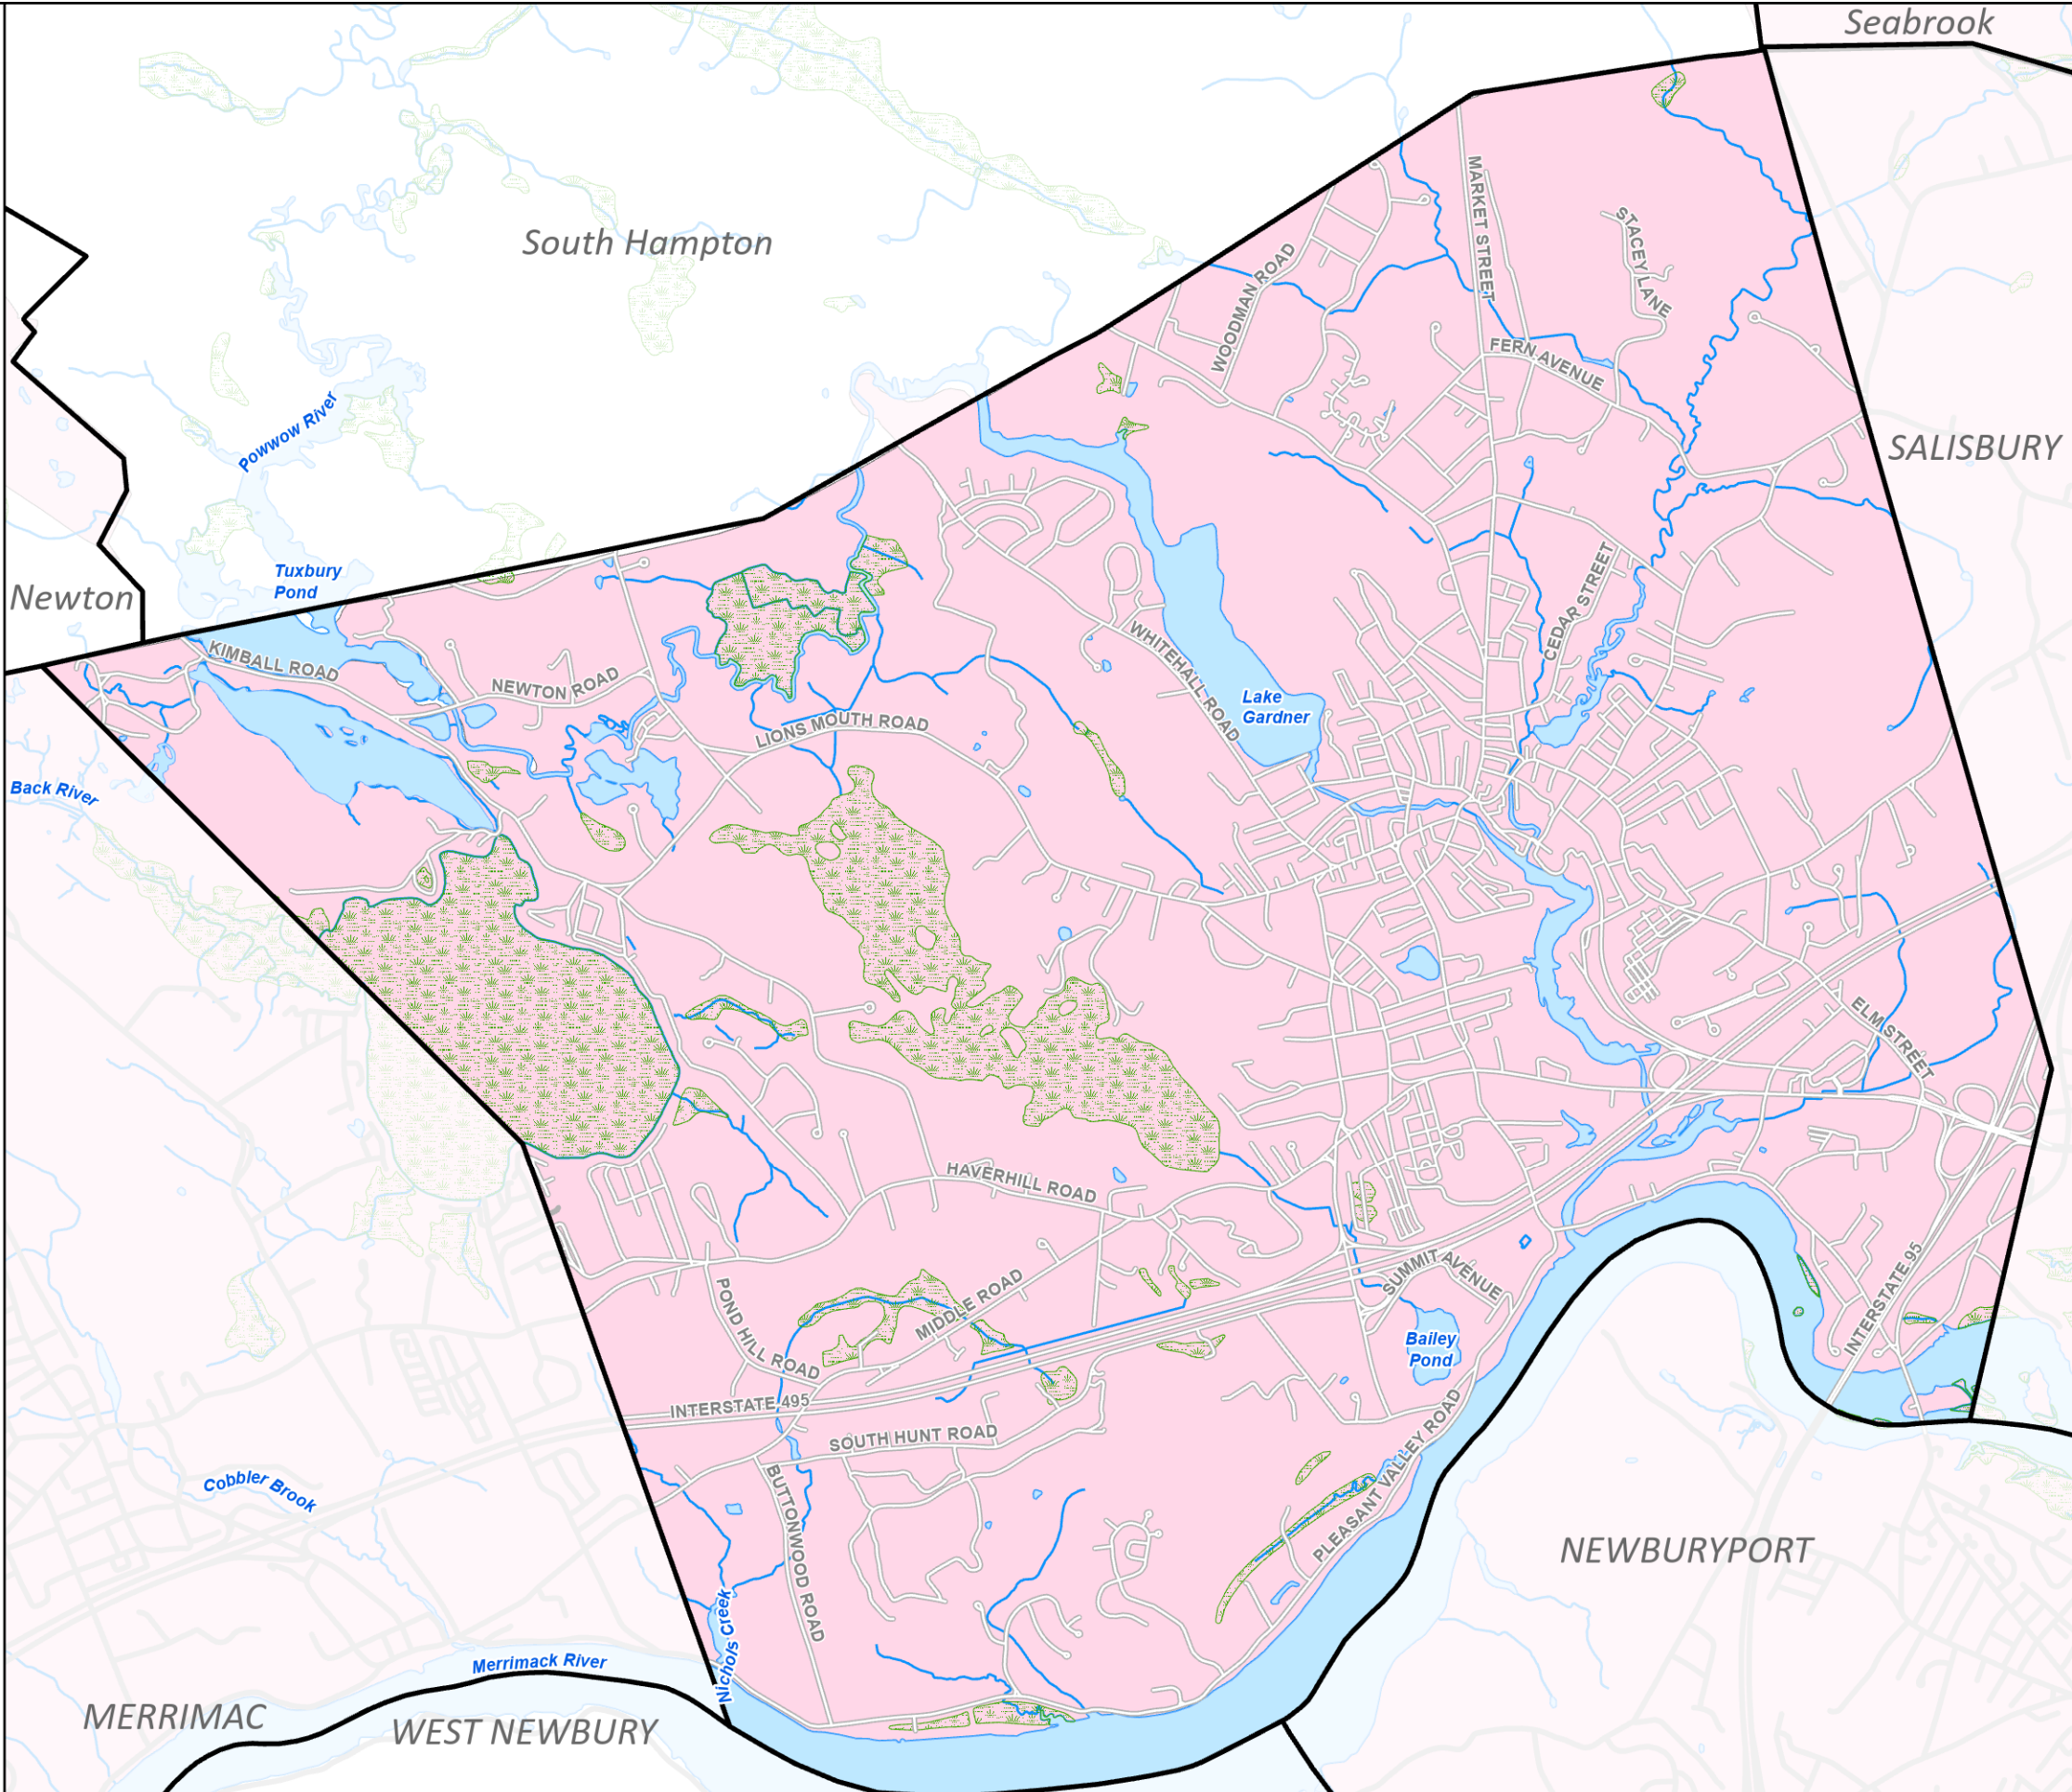 Seabrook
South Hampton
SALISBURY
MARKET STREET
STACEY LANE
WOODMAN ROAD
FERN AVENUE
Powwow River
Tuxbury
Pond
Newton
KIMBALL ROAD
NEWTON ROAD
LIONS MOUTH ROAD
WHITEHALL ROAD
CEDAR STREET
Lake
Gardner
Back River
ELM STREET
HAVERHILL ROAD
POND HILL ROAD
MIDDLE ROAD
SUMMIT AVENUE
INTERSTATE 95
Bailey
Pond
INTERSTATE 495
SOUTH HUNT ROAD
PLEASANT VALLEY ROAD
BUTTONWOOD ROAD
Cobbler Brook
NEWBURYPORT
Nichols Creek
Merrimack River
MERRIMAC
WEST NEWBURY